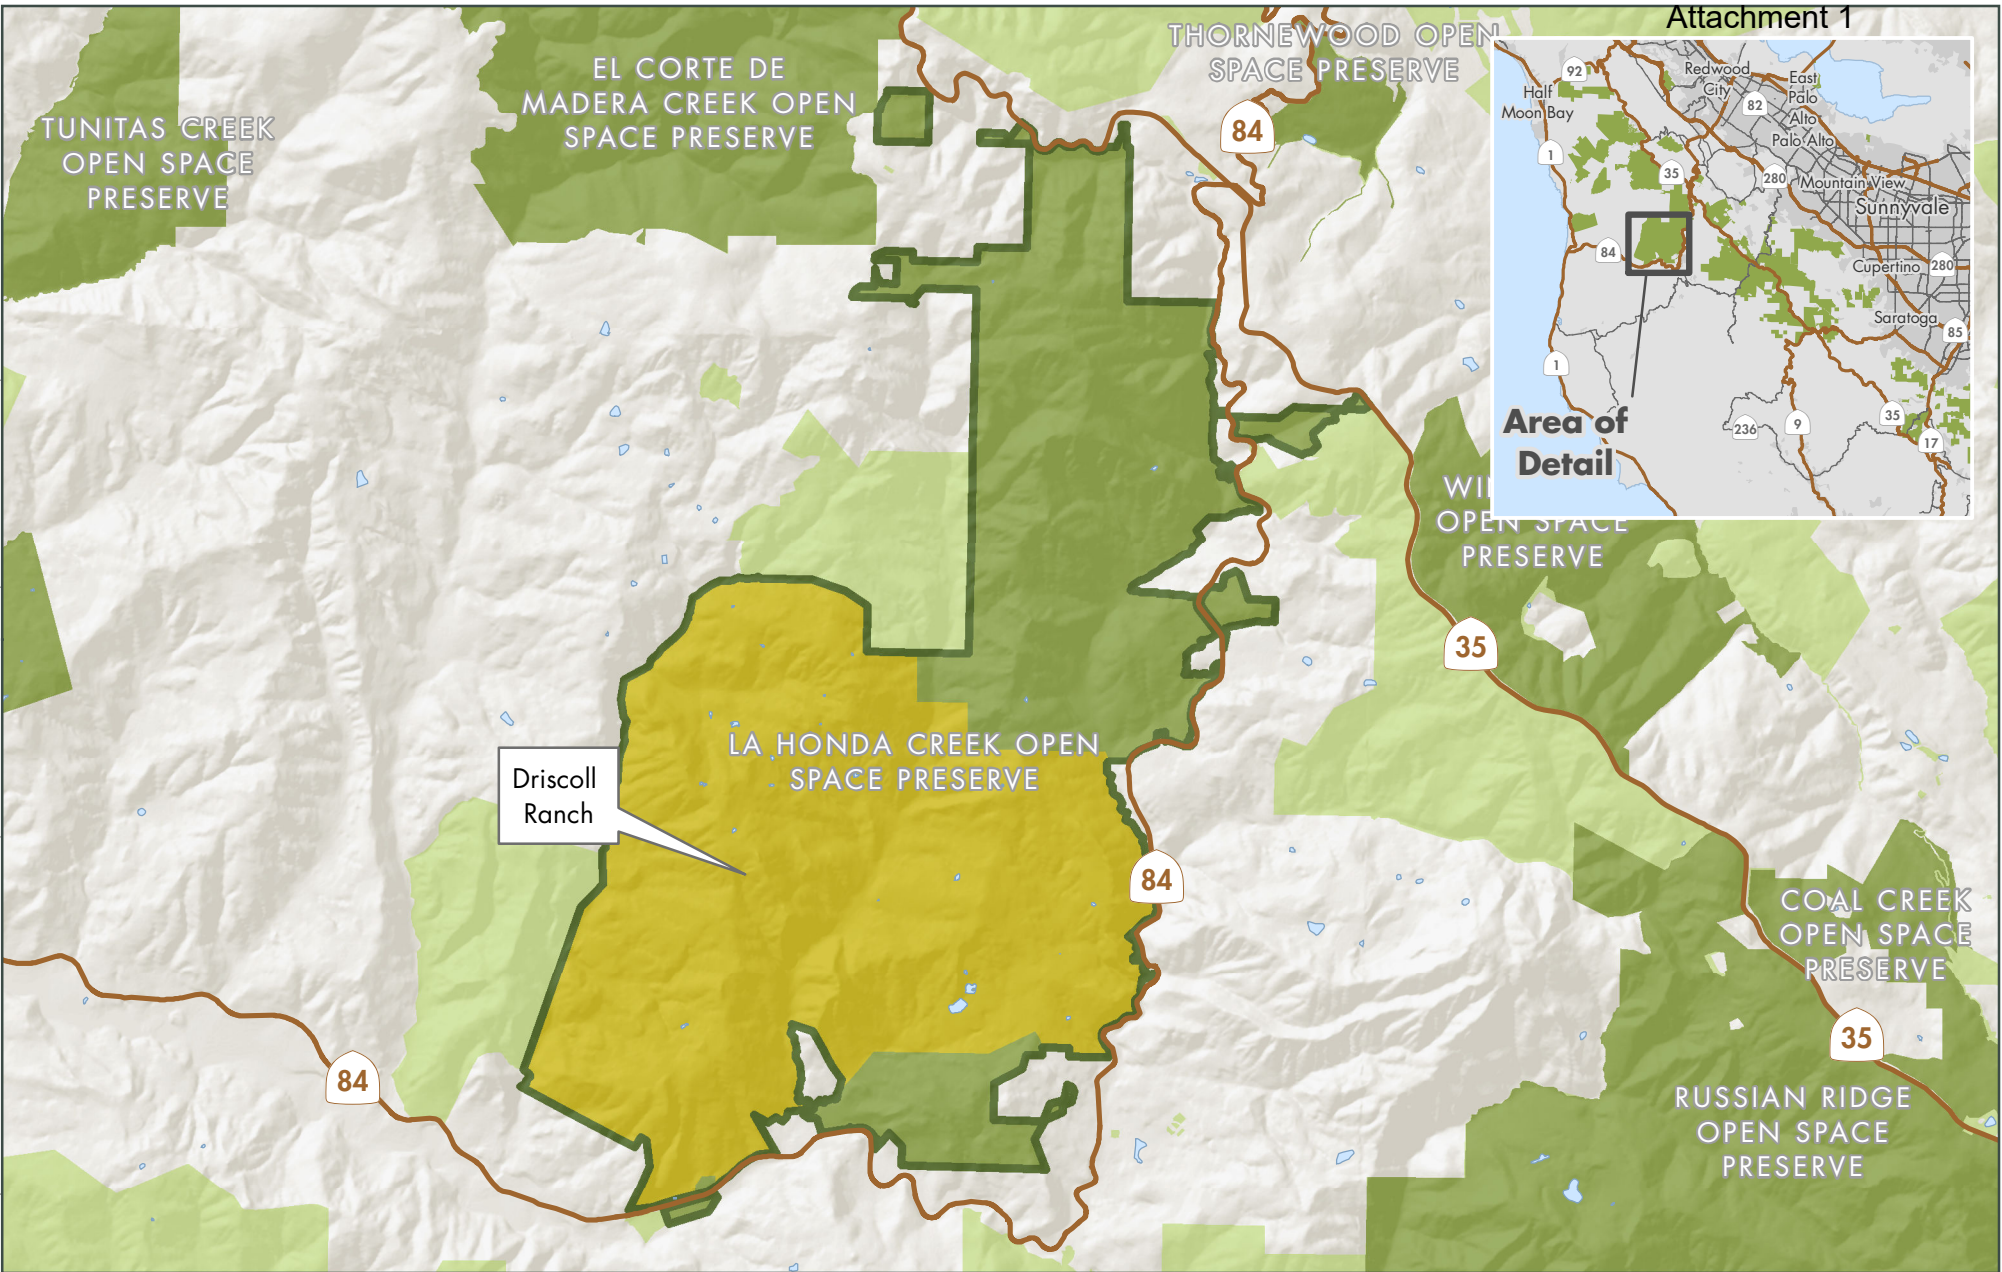 Attachment 1
THORNEWOOD OPEN
SPACE PRESERVE
EL CORTE DE
MADERA CREEK OPEN
SPACE PRESERVE
TUNITAS CREEK
OPEN SPACE
PRESERVE
84
92
Redwood
City
East
Palo
Alto
82
Half
Moon Bay
Palo Alto
1
35
280
Mountain View
Sunnyvale
84
Cupertino
280
Saratoga
85
1
35
236
9
17
Area of
Detail
OPEN SPACE
PRESERVE
35
LA HONDA CREEK OPEN
SPACE PRESERVE
Driscoll
Ranch
84
COAL CREEK
OPEN SPACE
PRESERVE
35
84
RUSSIAN RIDGE
OPEN SPACE
PRESERVE